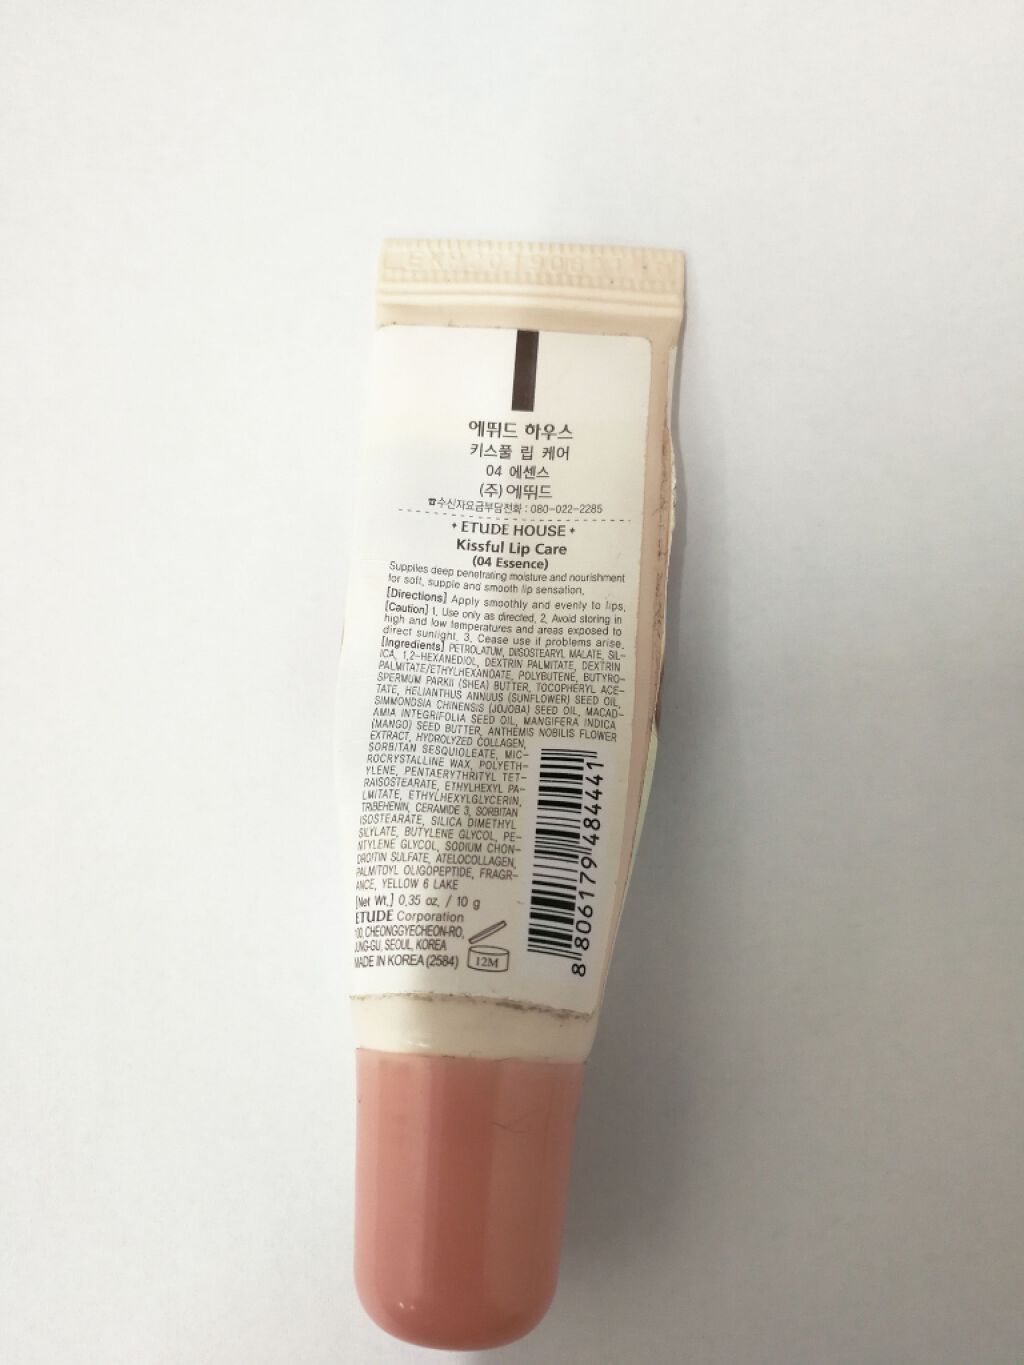 에뛰드 하우스
키스풀 립 케어
04 에센스
(주)에뛰드
☎수신자요금부담전화 : 080-022-2285
ETUDE HOUSE
Kissful Lip Care
(04 Essence)
Supplies deep penetrating moisture and nourishment
for soft, supple and smooth lip sensation.
[Directions] Apply smoothly and evenly to lips.
[Caution] 1. Use only as directed. 2. Avoid storing in
high and low temperatures and areas exposed to
direct sunlight. 3. Cease use if problems arise.
[Ingredients] PETROLATUM, DIISOSTEARYL MALATE, SIL-
ICA, 1,2-HEXANEDIOL, DEXTRIN PALMITATE, DEXTRIN
PALMITATE/ETHYLHEXANOATE, POLYBUTENE, BUTYRO-
SPERMUM PARKII (SHEA) BUTTER, TOCOPHERYL ACE-
TATE, HELIANTHUS ANNUUS (SUNFLOWER) SEED OIL,
SIMMONDSIA CHINENSIS (JOJOBA) SEED OIL, MACAD-
AMIA INTEGRIFOLIA SEED OIL, MANGIFERA INDICA
(MANGO) SEED BUTTER, ANTHEMIS NOBILIS FLOWER
EXTRACT, HYDROLYZED COLLAGEN,
SORBITAN SESQUIOLEATE, MIC-
ROCRYSTALLINE WAX, POLYETH-
YLENE, PENTAERYTHRITYL TET-
RAISOSTEARATE, ETHYLHEXYL PA-
LMITATE, ETHYLHEXYLGLYCERIN,
TRIBEHENIN, CERAMIDE 3, SORBITAN
ISOSTEARATE, SILICA DIMETHYL
SILYLATE, BUTYLENE GLYCOL, PE-
NTYLENE GLYCOL, SODIUM CHON-
DROITIN SULFATE, ATELOCOLLAGEN,
PALMITOYL OLIGOPEPTIDE, FRAGR-
ANCE, YELLOW 6 LAKE
[Net Wt.] 0.35 oz. / 10 g
ETUDE Corporation
100, CHEONGGYECHEON-RO,
JUNG-GU, SEOUL, KOREA
MADE IN KOREA (2584)
12M
8 806179 484441